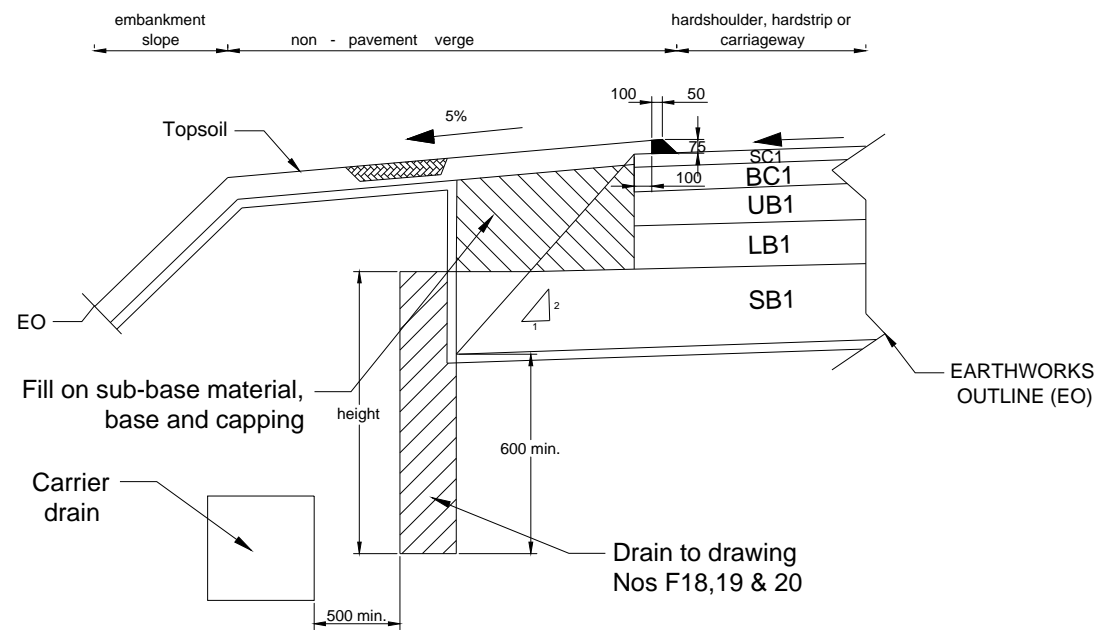 embankment
slope
non - pavement verge
hardshoulder, hardstrip or
carriageway
100
50
5%
Topsoil
75
SC1
BC1
100
UB1
LB1
SB1
2
1
EO
EARTHWORKS
OUTLINE (EO)
Fill on sub-base material,
base and capping
height
600 min.
Carrier
drain
Drain to drawing
Nos F18,19 & 20
500 min.